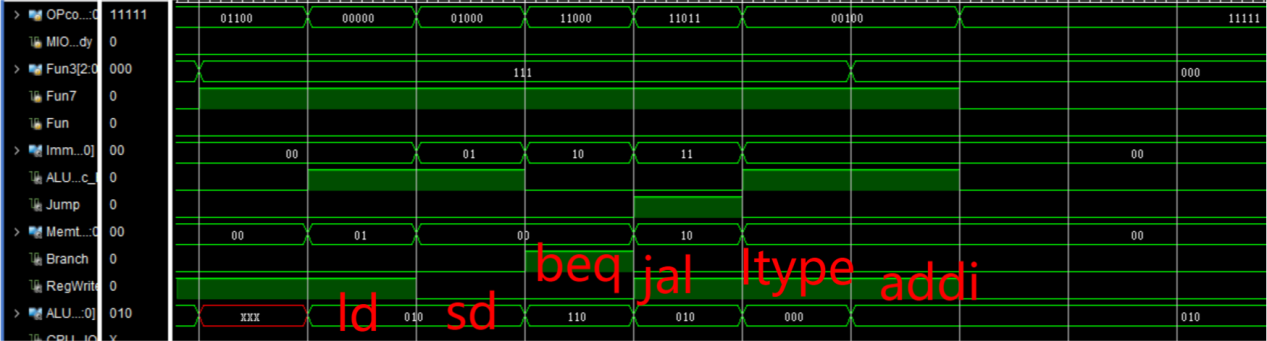 OPco...:0 11111 01100 00000 01000 11000 11011 00100 11111
MIO...dy 0
Fun3[2:0 000 111 000
Fun7 0
Fun 0
Imm...0] 00 00 01 10 11 00
ALU...c_ 0
Jump 0
Memt...:0 00 00 01 00 10 00
Branch 0
beq jal Itype addi
RegWrite 0
ld sd
ALU...:0] 010 xxx 010 110 010 000 010